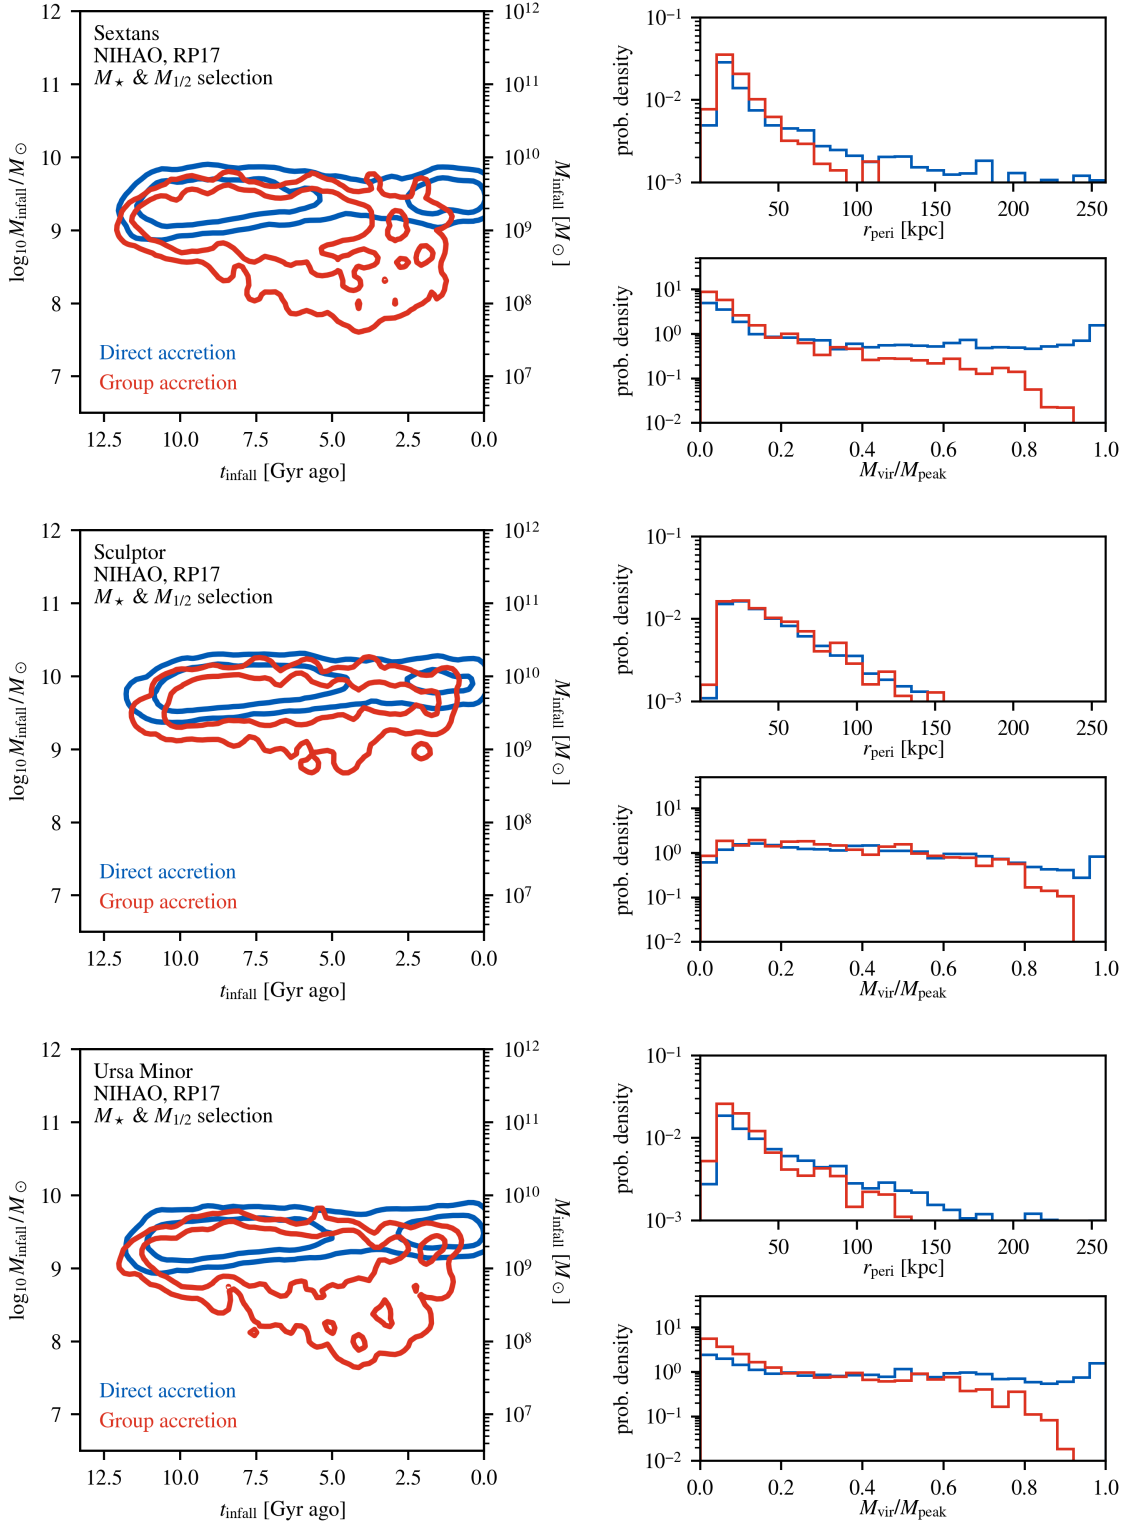 Sextans
NIHAO, RP17
M⋆ & M1/2 selection
Direct accretion
Group accretion
12
11
10
9
8
7
log10 Minfall/M⊙
12.5 10.0 7.5 5.0 2.5 0.0
tinfall [Gyr ago]
10^12
10^11
10^10
10^9
10^8
10^7
Minfall [M⊙]
10^−1
10^−2
10^−3
prob. density
50 100 150 200 250
rperi [kpc]
10^1
10^0
10^−1
10^−2
prob. density
0.0 0.2 0.4 0.6 0.8 1.0
Mvir/Mpeak
Sculptor
NIHAO, RP17
M⋆ & M1/2 selection
Direct accretion
Group accretion
12
11
10
9
8
7
log10 Minfall/M⊙
12.5 10.0 7.5 5.0 2.5 0.0
tinfall [Gyr ago]
10^12
10^11
10^10
10^9
10^8
10^7
Minfall [M⊙]
10^−1
10^−2
10^−3
prob. density
50 100 150 200 250
rperi [kpc]
10^1
10^0
10^−1
10^−2
prob. density
0.0 0.2 0.4 0.6 0.8 1.0
Mvir/Mpeak
Ursa Minor
NIHAO, RP17
M⋆ & M1/2 selection
Direct accretion
Group accretion
12
11
10
9
8
7
log10 Minfall/M⊙
12.5 10.0 7.5 5.0 2.5 0.0
tinfall [Gyr ago]
10^12
10^11
10^10
10^9
10^8
10^7
Minfall [M⊙]
10^−1
10^−2
10^−3
prob. density
50 100 150 200 250
rperi [kpc]
10^1
10^0
10^−1
10^−2
prob. density
0.0 0.2 0.4 0.6 0.8 1.0
Mvir/Mpeak